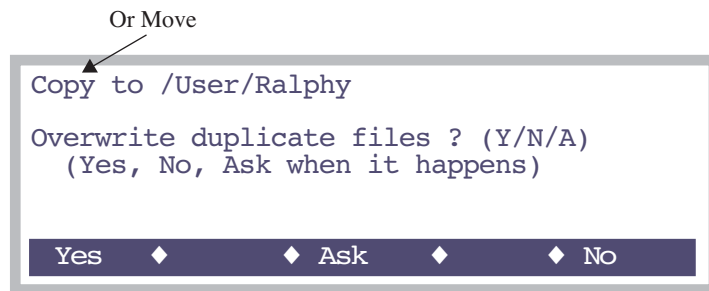 Or Move
Copy to /User/Ralphy
Overwrite duplicate files ? (Y/N/A)
(Yes, No, Ask when it happens)
Yes ♦ ♦ Ask ♦ ♦ No